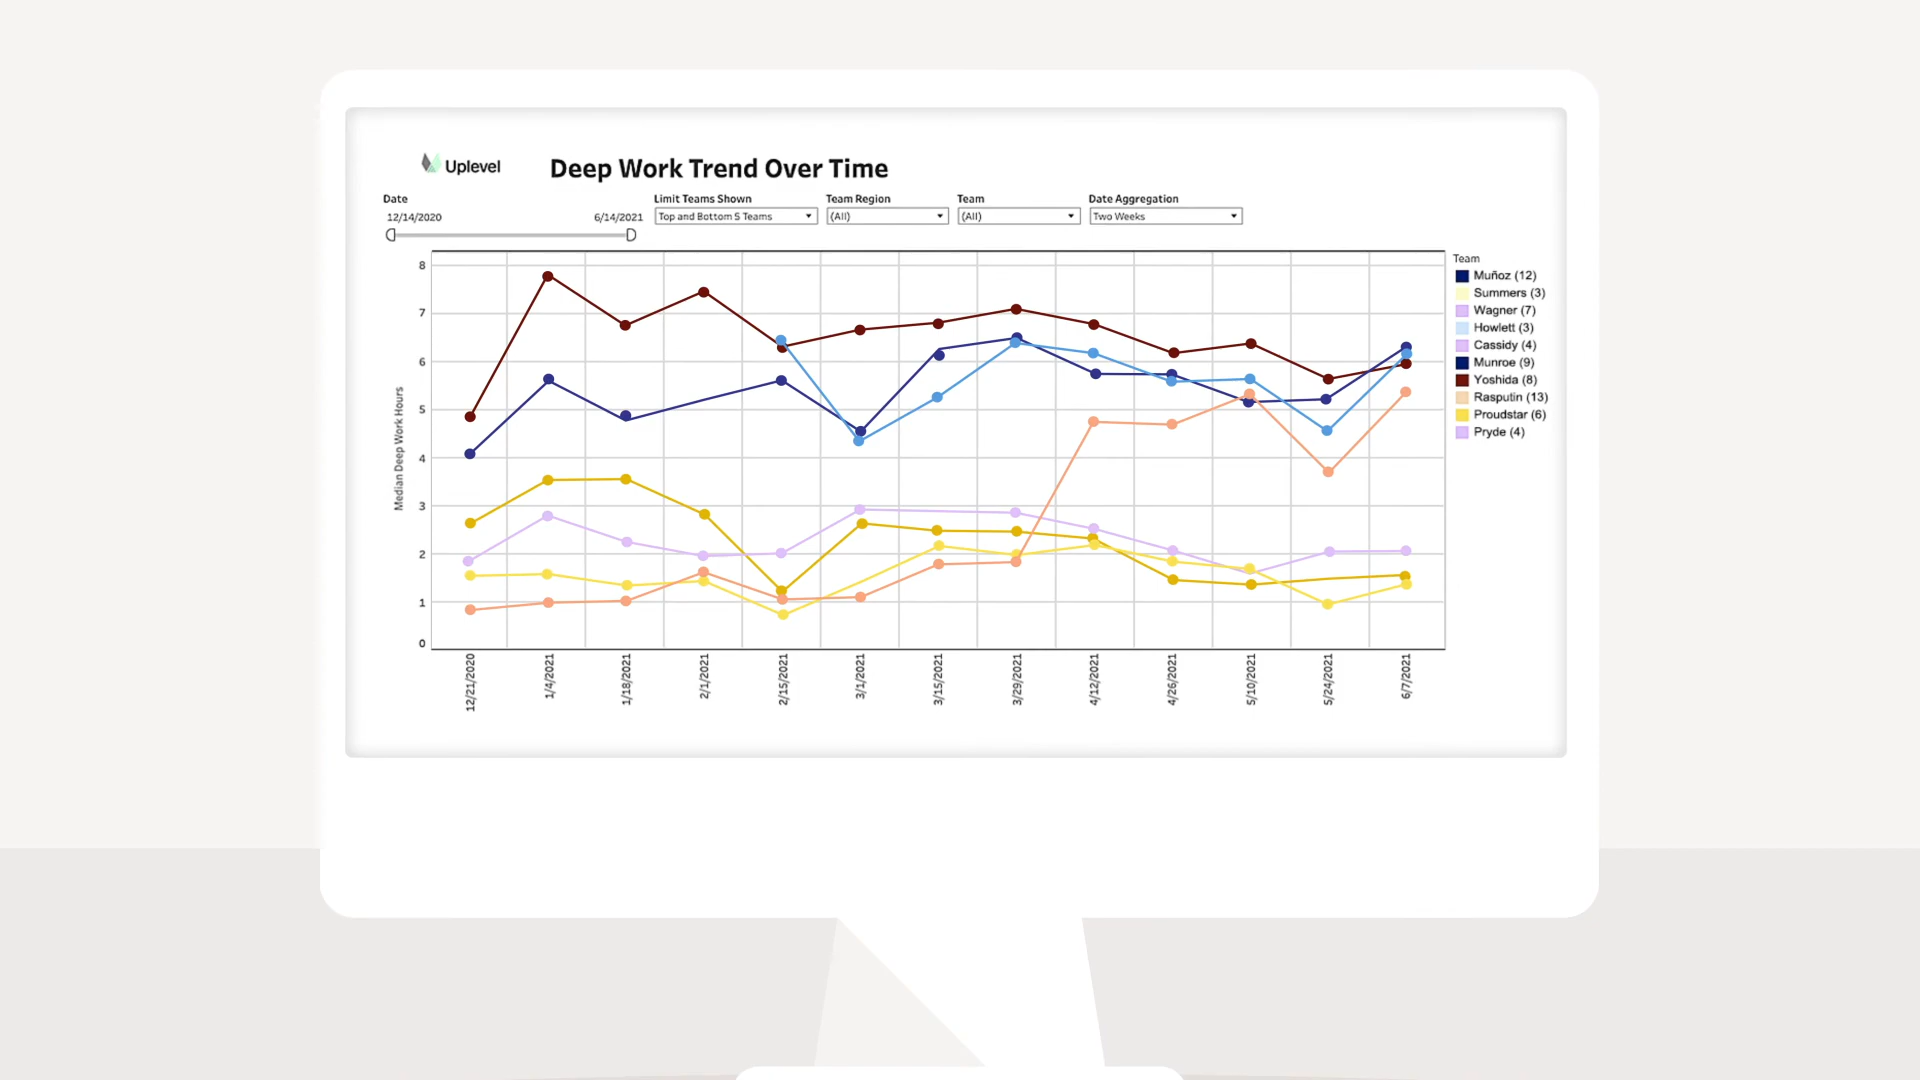 Uplevel
Deep Work Trend Over Time
Date
Limit Teams Shown
Team Region
Team
Date Aggregation
12/14/2020
6/14/2021
Top and Bottom 5 Teams
(All)
(All)
Two Weeks
Median Deep Work Hours
8
7
6
5
4
3
2
1
0
12/21/2020
1/4/2021
1/18/2021
2/1/2021
2/15/2021
3/1/2021
3/15/2021
3/29/2021
4/12/2021
4/26/2021
5/10/2021
5/24/2021
6/7/2021
Team
Muñoz (12)
Summers (3)
Wagner (7)
Howlett (3)
Cassidy (4)
Munroe (9)
Yoshida (8)
Rasputin (13)
Proudstar (6)
Pryde (4)